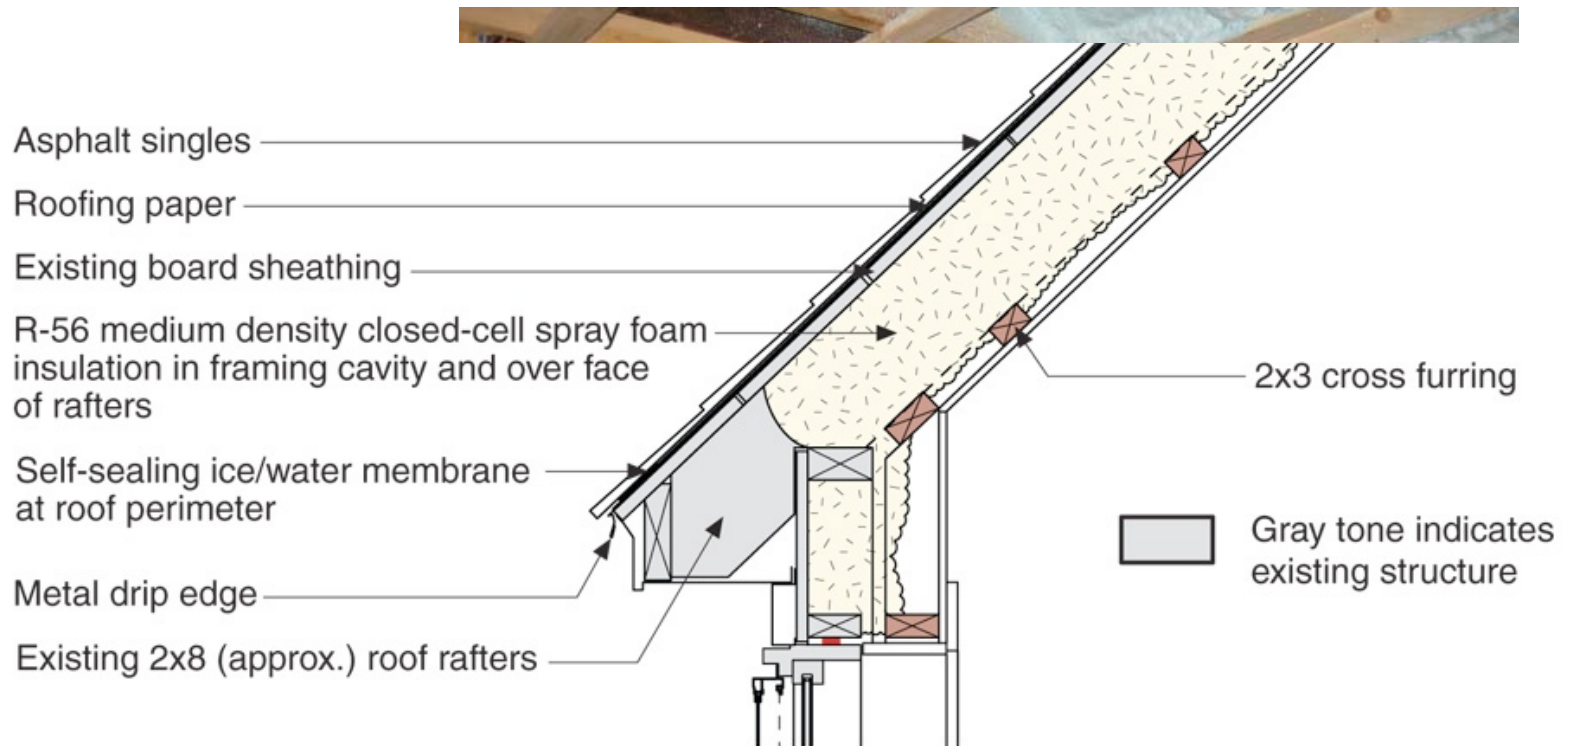 Asphalt singles
Roofing paper
Existing board sheathing
R-56 medium density closed-cell spray foam
insulation in framing cavity and over face
of rafters
2x3 cross furring
Self-sealing ice/water membrane
at roof perimeter
Gray tone indicates
existing structure
Metal drip edge
Existing 2x8 (approx.) roof rafters